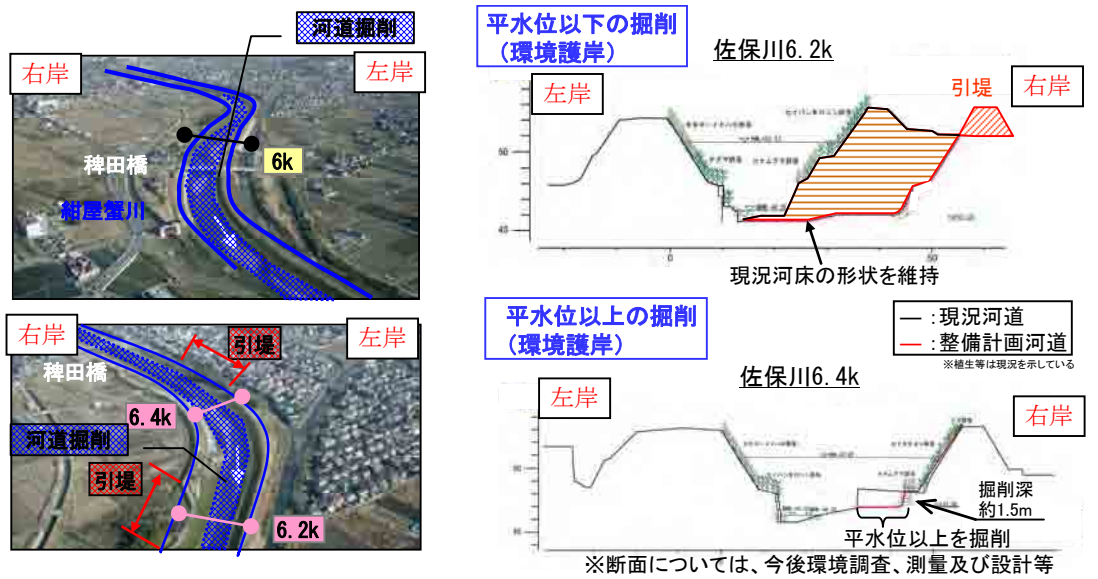 河道掘削
右岸
左岸
稗田橋
6k
紺屋蟹川
右岸
左岸
引堤
稗田橋
6.4k
河道掘削
引堤
6.2k
平水位以下の掘削
(環境護岸)
佐保川6.2k
左岸
引堤
右岸
0
50
現況河床の形状を維持
平水位以上の掘削
(環境護岸)
― :現況河道
― :整備計画河道
※植生等は現況を示している
佐保川6.4k
左岸
右岸
掘削深
約1.5m
平水位以上を掘削
※断面については、今後環境調査、測量及び設計等